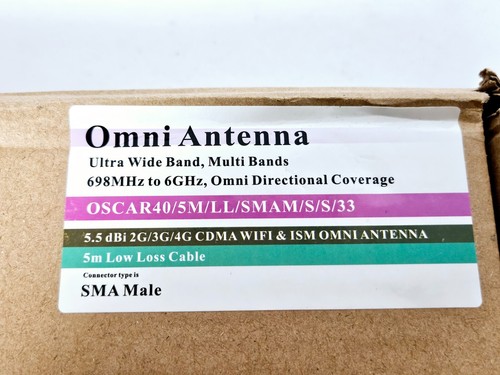 Omni Antenna
Ultra Wide Band, Multi Bands
698MHz to 6GHz, Omni Directional Coverage
OSCAR40/5M/LL/SMAM/S/S/33
5.5 dBi 2G/3G/4G CDMA WIFI & ISM OMNI ANTENNA
5m Low Loss Cable
Connector type is
SMA Male